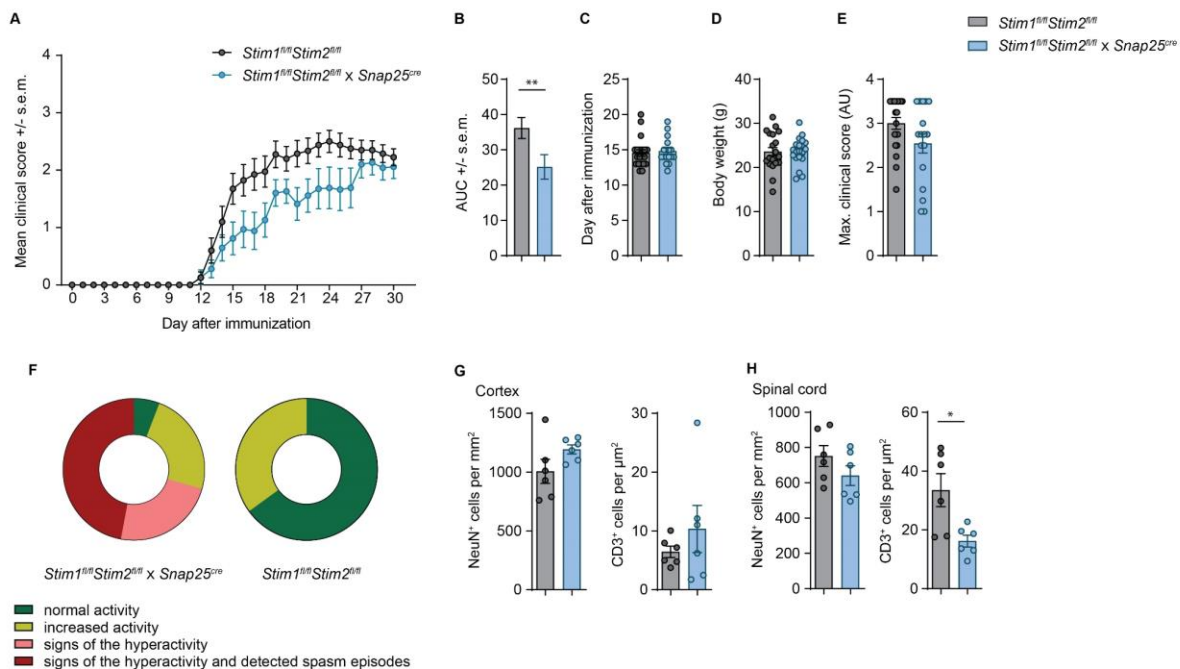 A
Stim1fl/flStim2fl/fl
Stim1fl/flStim2fl/fl x Snap25cre
Mean clinical score +/- s.e.m.
4
3
2
1
0
0 3 6 9 12 15 18 21 24 27 30
Day after immunization
B
**
AUC +/- s.e.m.
50
40
30
20
10
0
C
Day after immunization
25
20
15
10
5
0
D
Body weight (g)
40
30
20
10
0
E
Max. clinical score (AU)
4
3
2
1
0
Stim1fl/flStim2fl/fl
Stim1fl/flStim2fl/fl x Snap25cre
F
Stim1fl/flStim2fl/fl x Snap25cre
Stim1fl/flStim2fl/fl
normal activity
increased activity
signs of the hyperactivity
signs of the hyperactivity and detected spasm episodes
G
Cortex
NeuN+ cells per mm2
1500
1000
500
0
CD3+ cells per µm2
30
20
10
0
H
Spinal cord
NeuN+ cells per mm2
1000
800
600
400
200
0
CD3+ cells per µm2
60
40
20
0
*